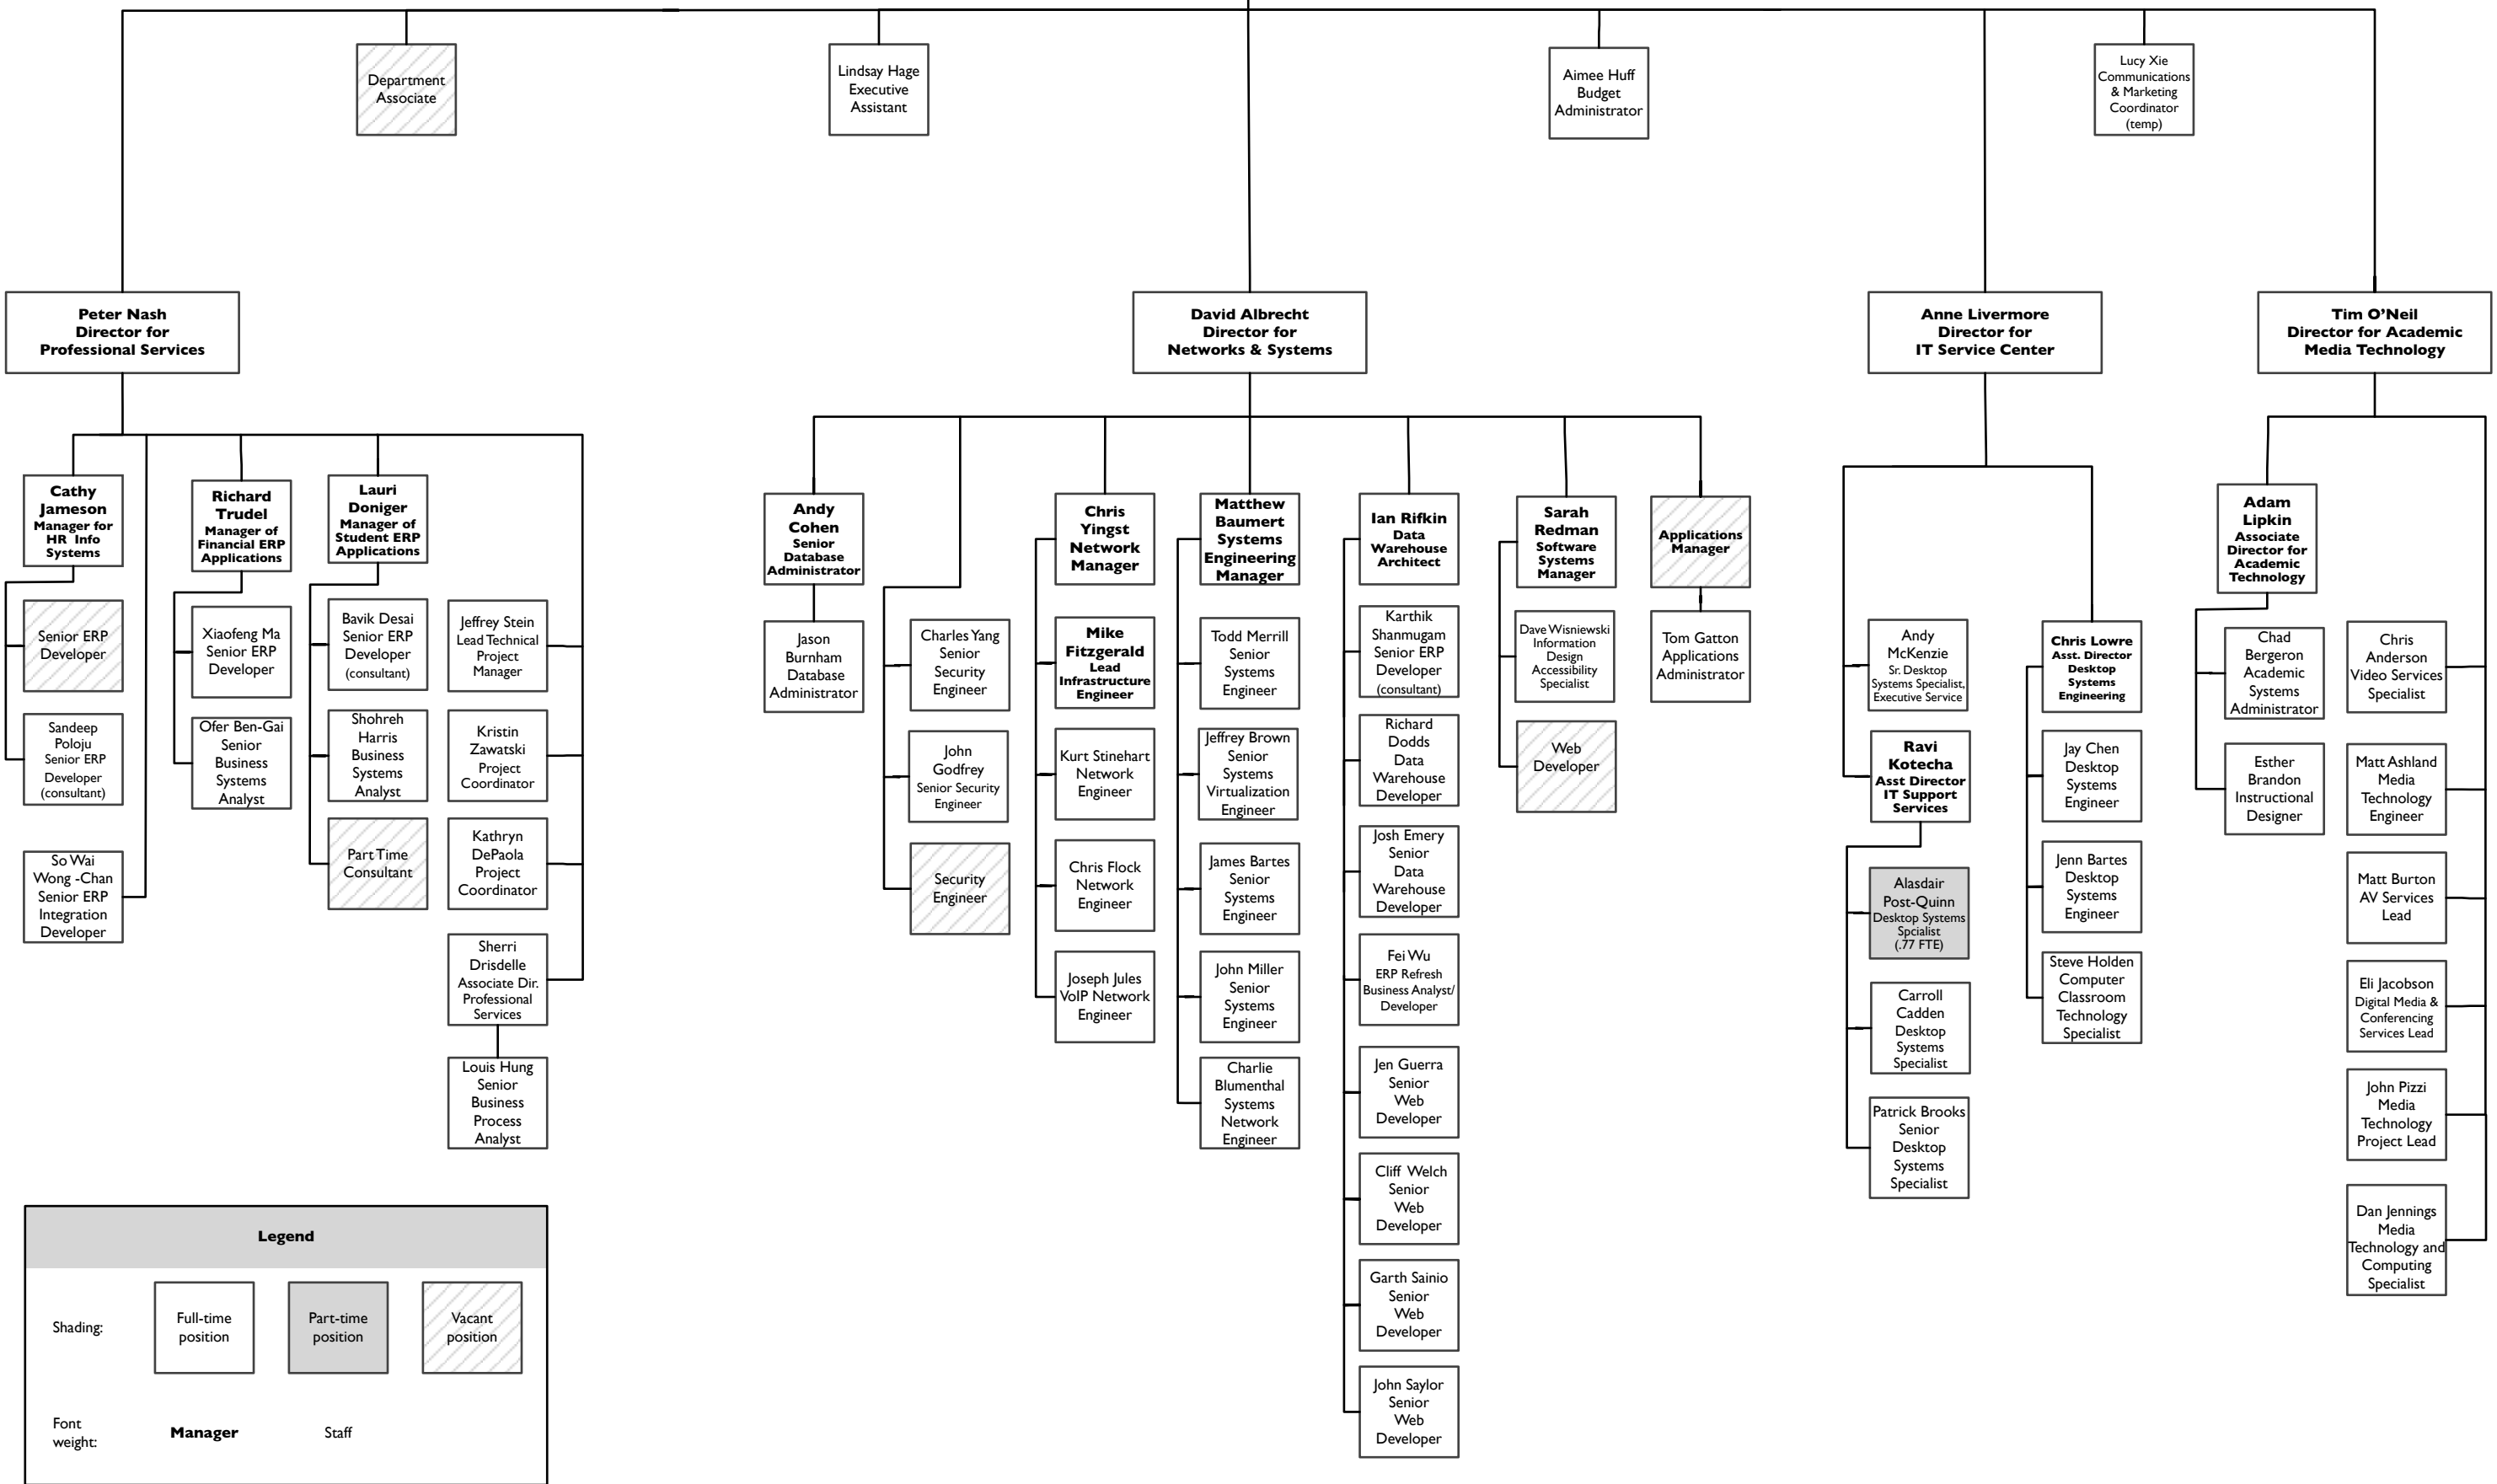 Department
Associate
Lindsay Hage
Executive
Assistant
Aimee Huff
Budget
Administrator
Lucy Xie
Communications
& Marketing
Coordinator
(temp)
Peter Nash
Director for
Professional Services
David Albrecht
Director for
Networks & Systems
Anne Livermore
Director for
IT Service Center
Tim O’Neil
Director for Academic
Media Technology
Cathy
Jameson
Manager for
HR Info
Systems
Senior ERP
Developer
Sandeep
Poloju
Senior ERP
Developer
(consultant)
So Wai
Wong -Chan
Senior ERP
Integration
Developer
Richard
Trudel
Manager of
Financial ERP
Applications
Xiaofeng Ma
Senior ERP
Developer
Ofer Ben-Gai
Senior
Business
Systems
Analyst
Lauri
Doniger
Manager of
Student ERP
Applications
Bavik Desai
Senior ERP
Developer
(consultant)
Shohreh
Harris
Business
Systems
Analyst
Part Time
Consultant
Jeffrey Stein
Lead Technical
Project
Manager
Kristin
Zawatski
Project
Coordinator
Kathryn
DePaola
Project
Coordinator
Sherri
Drisdelle
Associate Dir.
Professional
Services
Louis Hung
Senior
Business
Process
Analyst
Andy
Cohen
Senior
Database
Administrator
Jason
Burnham
Database
Administrator
Charles Yang
Senior
Security
Engineer
John
Godfrey
Senior Security
Engineer
Security
Engineer
Chris
Yingst
Network
Manager
Mike
Fitzgerald
Lead
Infrastructure
Engineer
Kurt Stinehart
Network
Engineer
Chris Flock
Network
Engineer
Joseph Jules
VoIP Network
Engineer
Matthew
Baumert
Systems
Engineering
Manager
Todd Merrill
Senior
Systems
Engineer
Jeffrey Brown
Senior
Systems
Virtualization
Engineer
James Bartes
Senior
Systems
Engineer
John Miller
Senior
Systems
Engineer
Charlie
Blumenthal
Systems
Network
Engineer
Ian Rifkin
Data
Warehouse
Architect
Karthik
Shanmugam
Senior ERP
Developer
(consultant)
Richard
Dodds
Data
Warehouse
Developer
Josh Emery
Senior
Data
Warehouse
Developer
Fei Wu
ERP Refresh
Business Analyst/
Developer
Jen Guerra
Senior
Web
Developer
Cliff Welch
Senior
Web
Developer
Garth Sainio
Senior
Web
Developer
John Saylor
Senior
Web
Developer
Sarah
Redman
Software
Systems
Manager
Dave Wisniewski
Information
Design
Accessibility
Specialist
Web
Developer
Applications
Manager
Tom Gatton
Applications
Administrator
Andy
McKenzie
Sr. Desktop
Systems Specialist,
Executive Service
Ravi
Kotecha
Asst Director
IT Support
Services
Alasdair
Post-Quinn
Desktop Systems
Spcialist
(.77 FTE)
Carroll
Cadden
Desktop
Systems
Specialist
Patrick Brooks
Senior
Desktop
Systems
Specialist
Chris Lowre
Asst. Director
Desktop
Systems
Engineering
Jay Chen
Desktop
Systems
Engineer
Jenn Bartes
Desktop
Systems
Engineer
Steve Holden
Computer
Classroom
Technology
Specialist
Adam
Lipkin
Associate
Director for
Academic
Technology
Chad
Bergeron
Academic
Systems
Administrator
Esther
Brandon
Instructional
Designer
Chris
Anderson
Video Services
Specialist
Matt Ashland
Media
Technology
Engineer
Matt Burton
AV Services
Lead
Eli Jacobson
Digital Media &
Conferencing
Services Lead
John Pizzi
Media
Technology
Project Lead
Dan Jennings
Media
Technology and
Computing
Specialist
Legend
Shading:
Full-time
position
Part-time
position
Vacant
position
Font
weight:
Manager
Staff